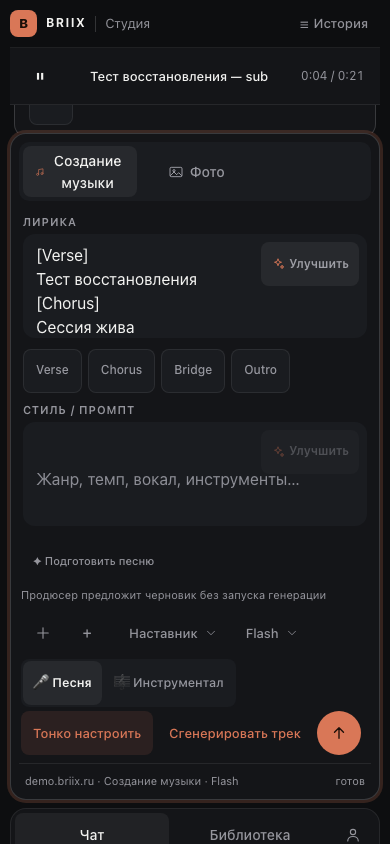 B BRIIX Студия История
Тест восстановления — sub 0:04 / 0:21
Создание
музыки
Фото
ЛИРИКА
[Verse]
Тест восстановления
[Chorus]
Сессия жива
Улучшить
Verse Chorus Bridge Outro
СТИЛЬ / ПРОМПТ
Улучшить
Жанр, темп, вокал, инструменты...
Подготовить песню
Продюсер предложит черновик без запуска генерации
Наставник Flash
Песня Инструментал
Тонко настроить Сгенерировать трек
demo.briix.ru · Создание музыки · Flash готов
Чат Библиотека